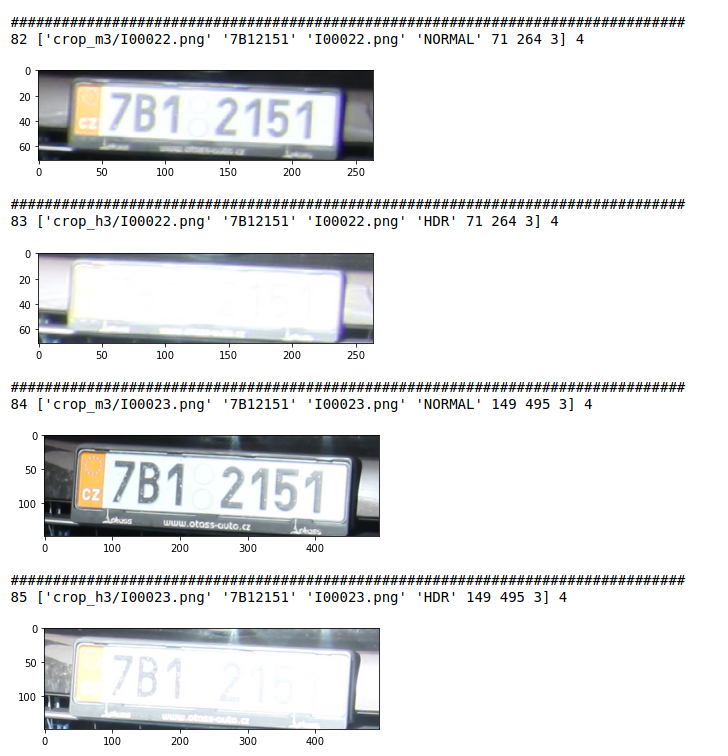 ################################################################################
82 ['crop_m3/I00022.png' '7B12151' 'I00022.png' 'NORMAL' 71 264 3] 4
0
20
40
60
CZ
7B1 2151
www.otass-auto.cz
0 50 100 150 200 250
################################################################################
83 ['crop_h3/I00022.png' '7B12151' 'I00022.png' 'HDR' 71 264 3] 4
0
20
40
60
2151
0 50 100 150 200 250
################################################################################
84 ['crop_m3/I00023.png' '7B12151' 'I00023.png' 'NORMAL' 149 495 3] 4
0
50
100
CZ
7B1 2151
otass www.otass-auto.cz otass
0 100 200 300 400
################################################################################
85 ['crop_h3/I00023.png' '7B12151' 'I00023.png' 'HDR' 149 495 3] 4
0
50
100
7B1 2151
www.otass-auto.cz
0 100 200 300 400